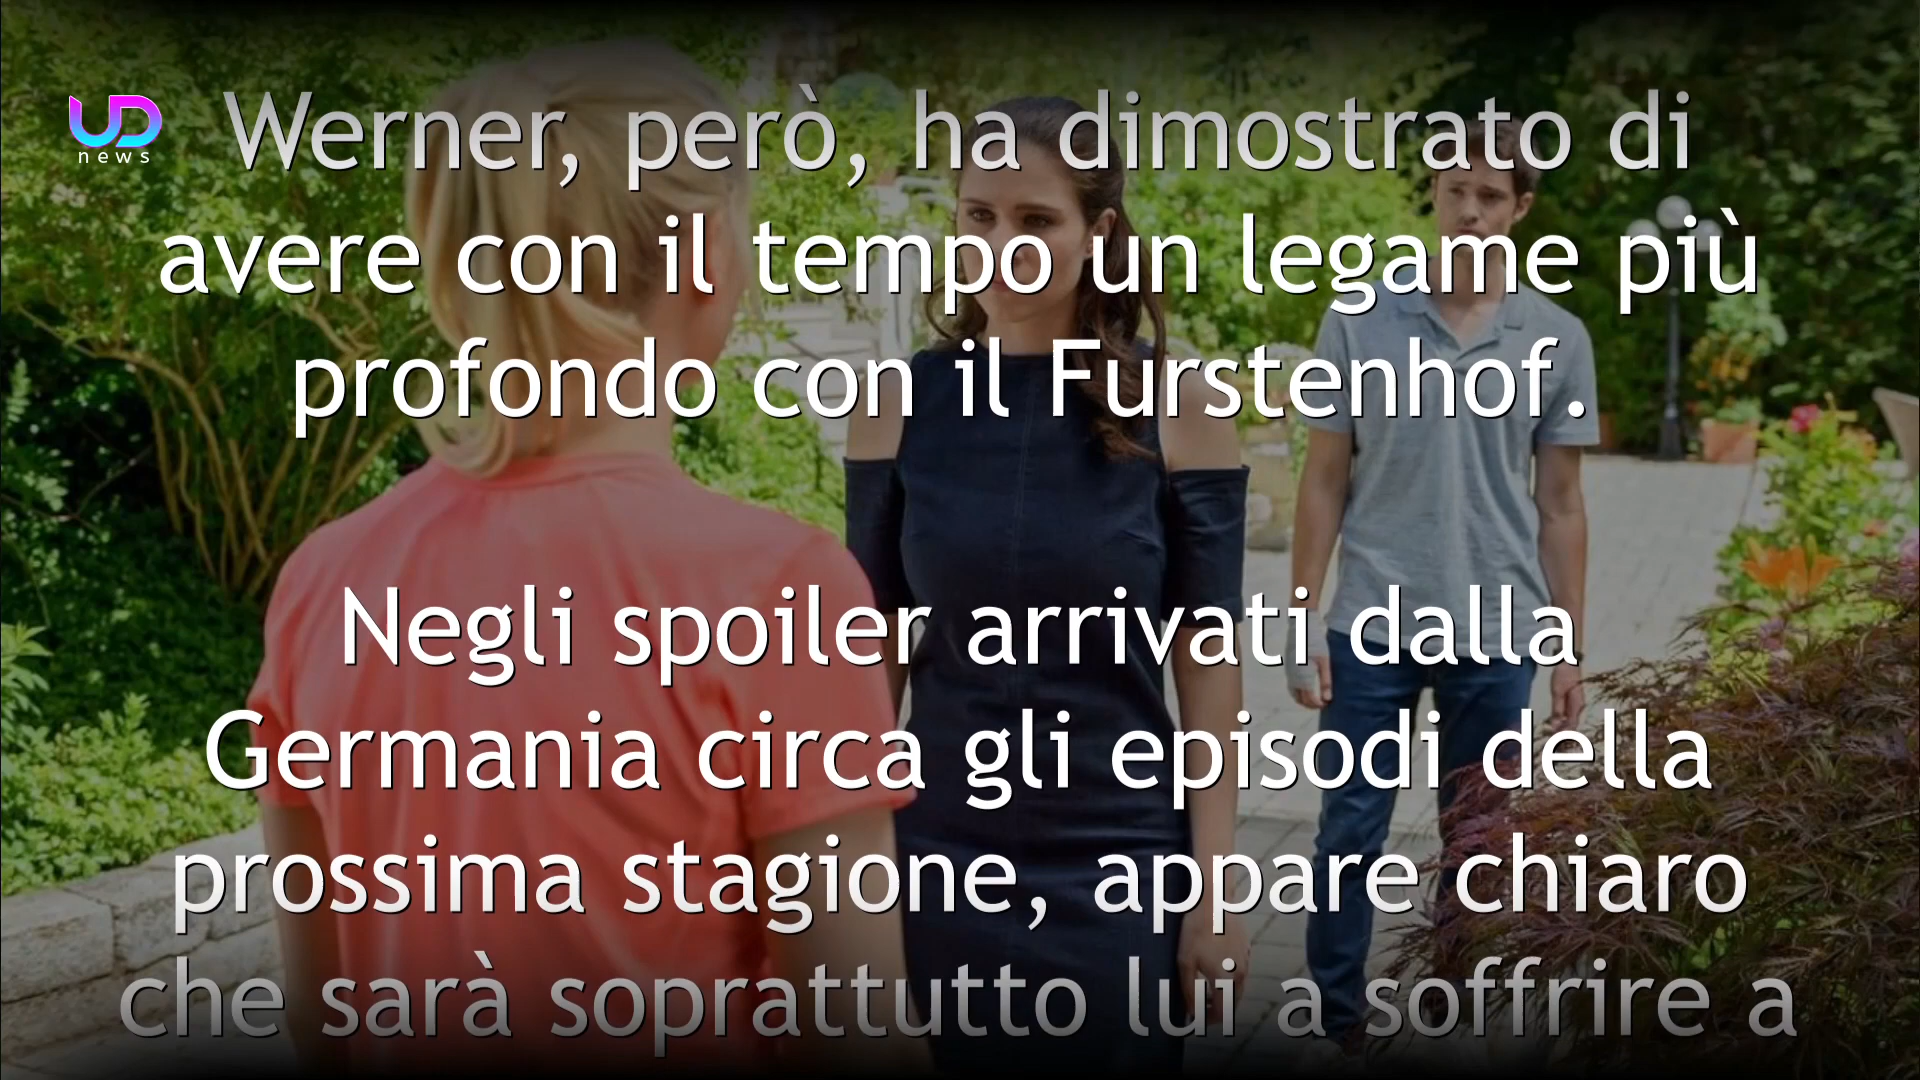 UD
news
Werner, però, ha dimostrato di
avere con il tempo un legame più
profondo con il Furstenhof.
Negli spoiler arrivati dalla
Germania circa gli episodi della
prossima stagione, appare chiaro
che sarà soprattutto lui a soffrire a